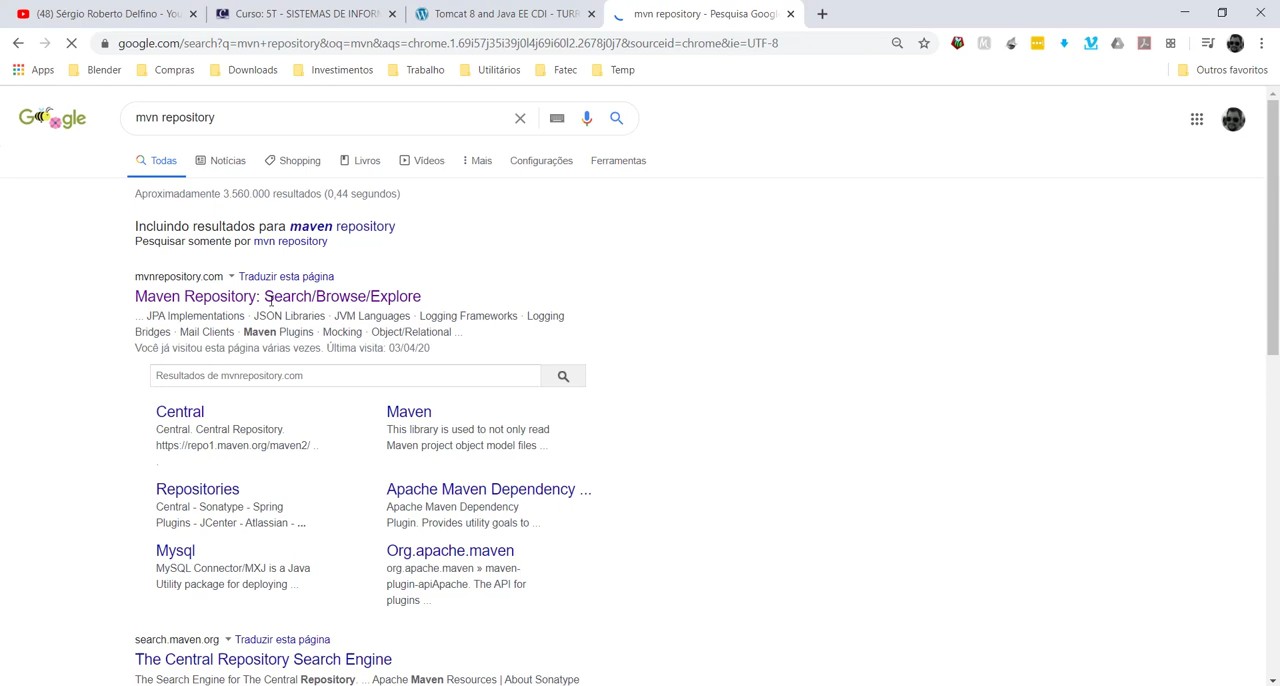 (48) Sérgio Roberto Delfino - You
Curso: 5T - SISTEMAS DE INFOR
Tomcat 8 and Java EE CDI - TURR
mvn repository - Pesquisa Google
google.com/search?q=mvn+repository&oq=mvn&aqs=chrome.1.69i57j35i39j0l4j69i60l2.2678j0j7&sourceid=chrome&ie=UTF-8
Apps Blender Compras Downloads Investimentos Trabalho Utilitários Fatec Temp Outros favoritos
Google
mvn repository
Todas Notícias Shopping Livros Vídeos Mais Configurações Ferramentas
Aproximadamente 3.560.000 resultados (0,44 segundos)
Incluindo resultados para maven repository
Pesquisar somente por mvn repository
mvnrepository.com Traduzir esta página
Maven Repository: Search/Browse/Explore
... JPA Implementations · JSON Libraries · JVM Languages · Logging Frameworks · Logging
Bridges · Mail Clients · Maven Plugins · Mocking · Object/Relational ...
Você já visitou esta página várias vezes. Última visita: 03/04/20
Resultados de mvnrepository.com
Central
Central. Central Repository.
https://repo1.maven.org/maven2/ ..
.
Maven
This library is used to not only read
Maven project object model files ...
Repositories
Central - Sonatype - Spring
Plugins - JCenter - Atlassian - ...
Apache Maven Dependency ...
Apache Maven Dependency
Plugin. Provides utility goals to ...
Mysql
MySQL Connector/MXJ is a Java
Utility package for deploying ...
Org.apache.maven
org.apache.maven » maven-
plugin-apiApache. The API for
plugins ...
search.maven.org Traduzir esta página
The Central Repository Search Engine
The Search Engine for The Central Repository. ... Apache Maven Resources | About Sonatype